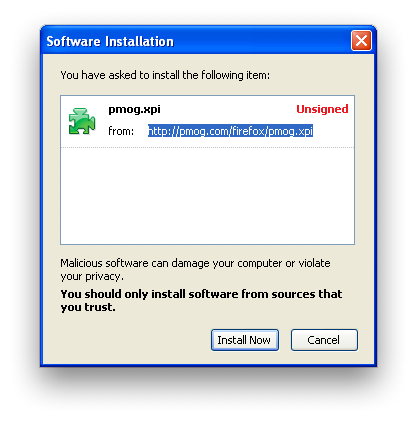 Software Installation
You have asked to install the following item:
pmog.xpi Unsigned
from: http://pmog.com/firefox/pmog.xpi
Malicious software can damage your computer or violate
your privacy.
You should only install software from sources that
you trust.
Install Now Cancel